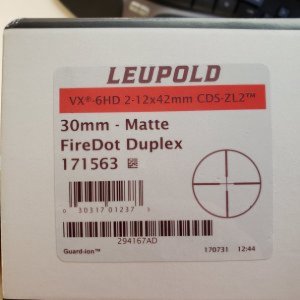 LEUPOLD
VX®-6HD 2-12x42mm CDS-ZL2™
30mm - Matte
FireDot Duplex
171563
0 30317 01237
294167AD
Guard-ion™ 170731 12:44